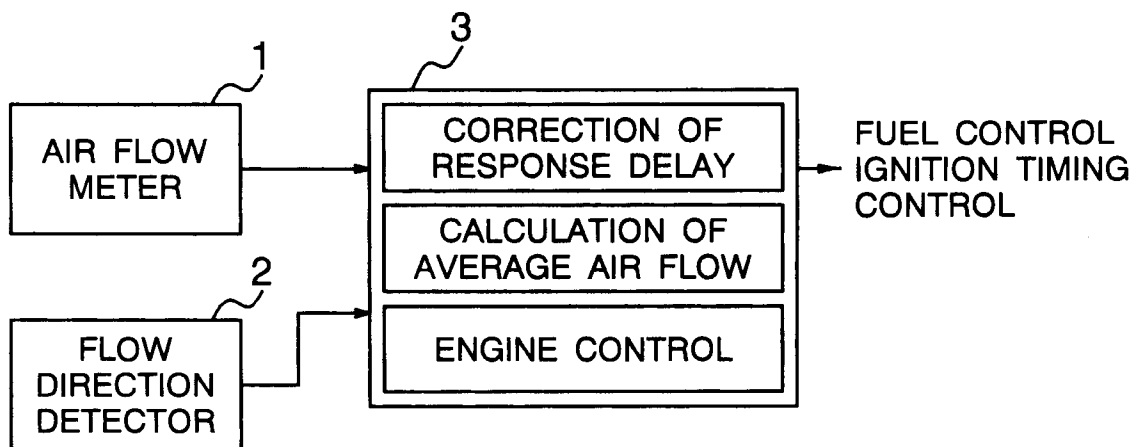 1
AIR FLOW
METER
2
FLOW
DIRECTION
DETECTOR
3
CORRECTION OF
RESPONSE DELAY
CALCULATION OF
AVERAGE AIR FLOW
ENGINE CONTROL
FUEL CONTROL
IGNITION TIMING
CONTROL